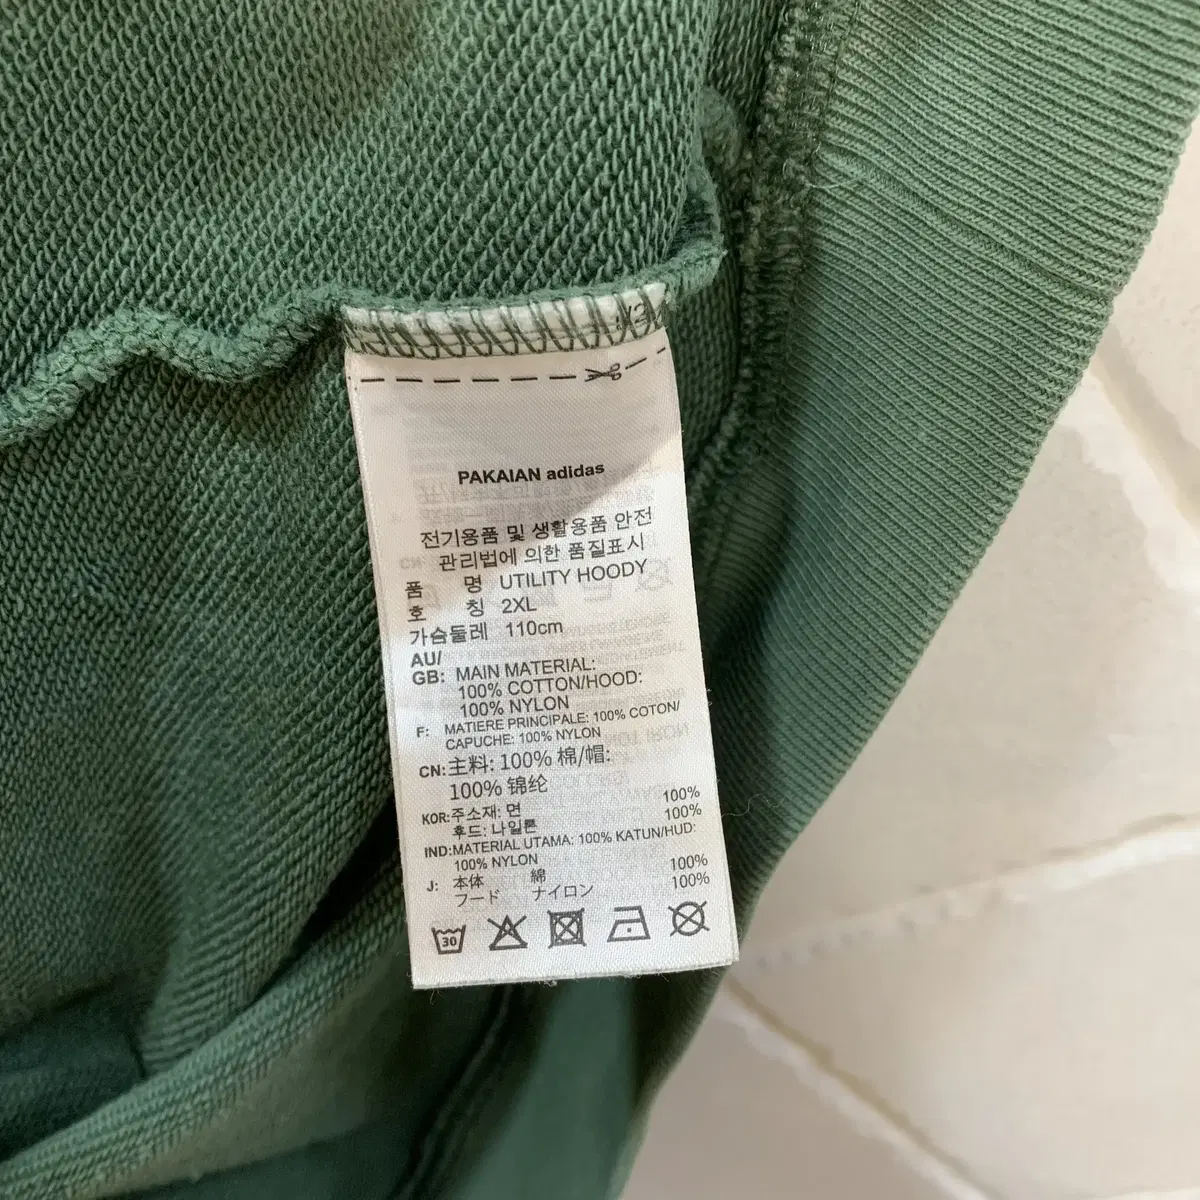 PAKAIAN adidas
전기용품 및 생활용품 안전
관리법에 의한 품질표시
품 명 UTILITY HOODY
호 칭 2XL
가슴둘레 110cm
AU/
GB: MAIN MATERIAL:
100% COTTON/HOOD:
100% NYLON
F: MATIERE PRINCIPALE: 100% COTON/
CAPUCHE: 100% NYLON
CN: 主料: 100% 棉/帽:
100% 锦纶
KOR: 주소재: 면 100%
후드: 나일론 100%
IND: MATERIAL UTAMA: 100% KATUN/HUD:
100% NYLON
J: 本体 綿 100%
フード ナイロン 100%
30